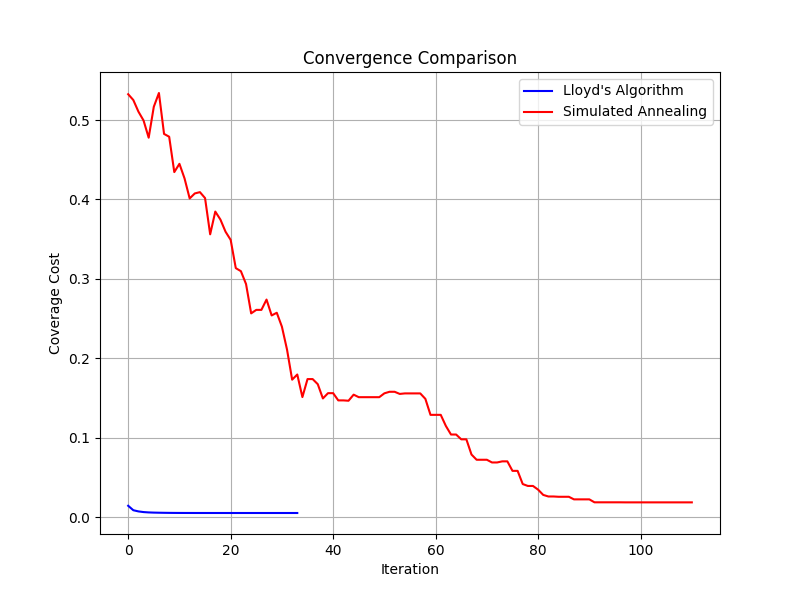 Convergence Comparison
Lloyd's Algorithm
Simulated Annealing
Coverage Cost
0.5
0.4
0.3
0.2
0.1
0.0
0 20 40 60 80 100
Iteration